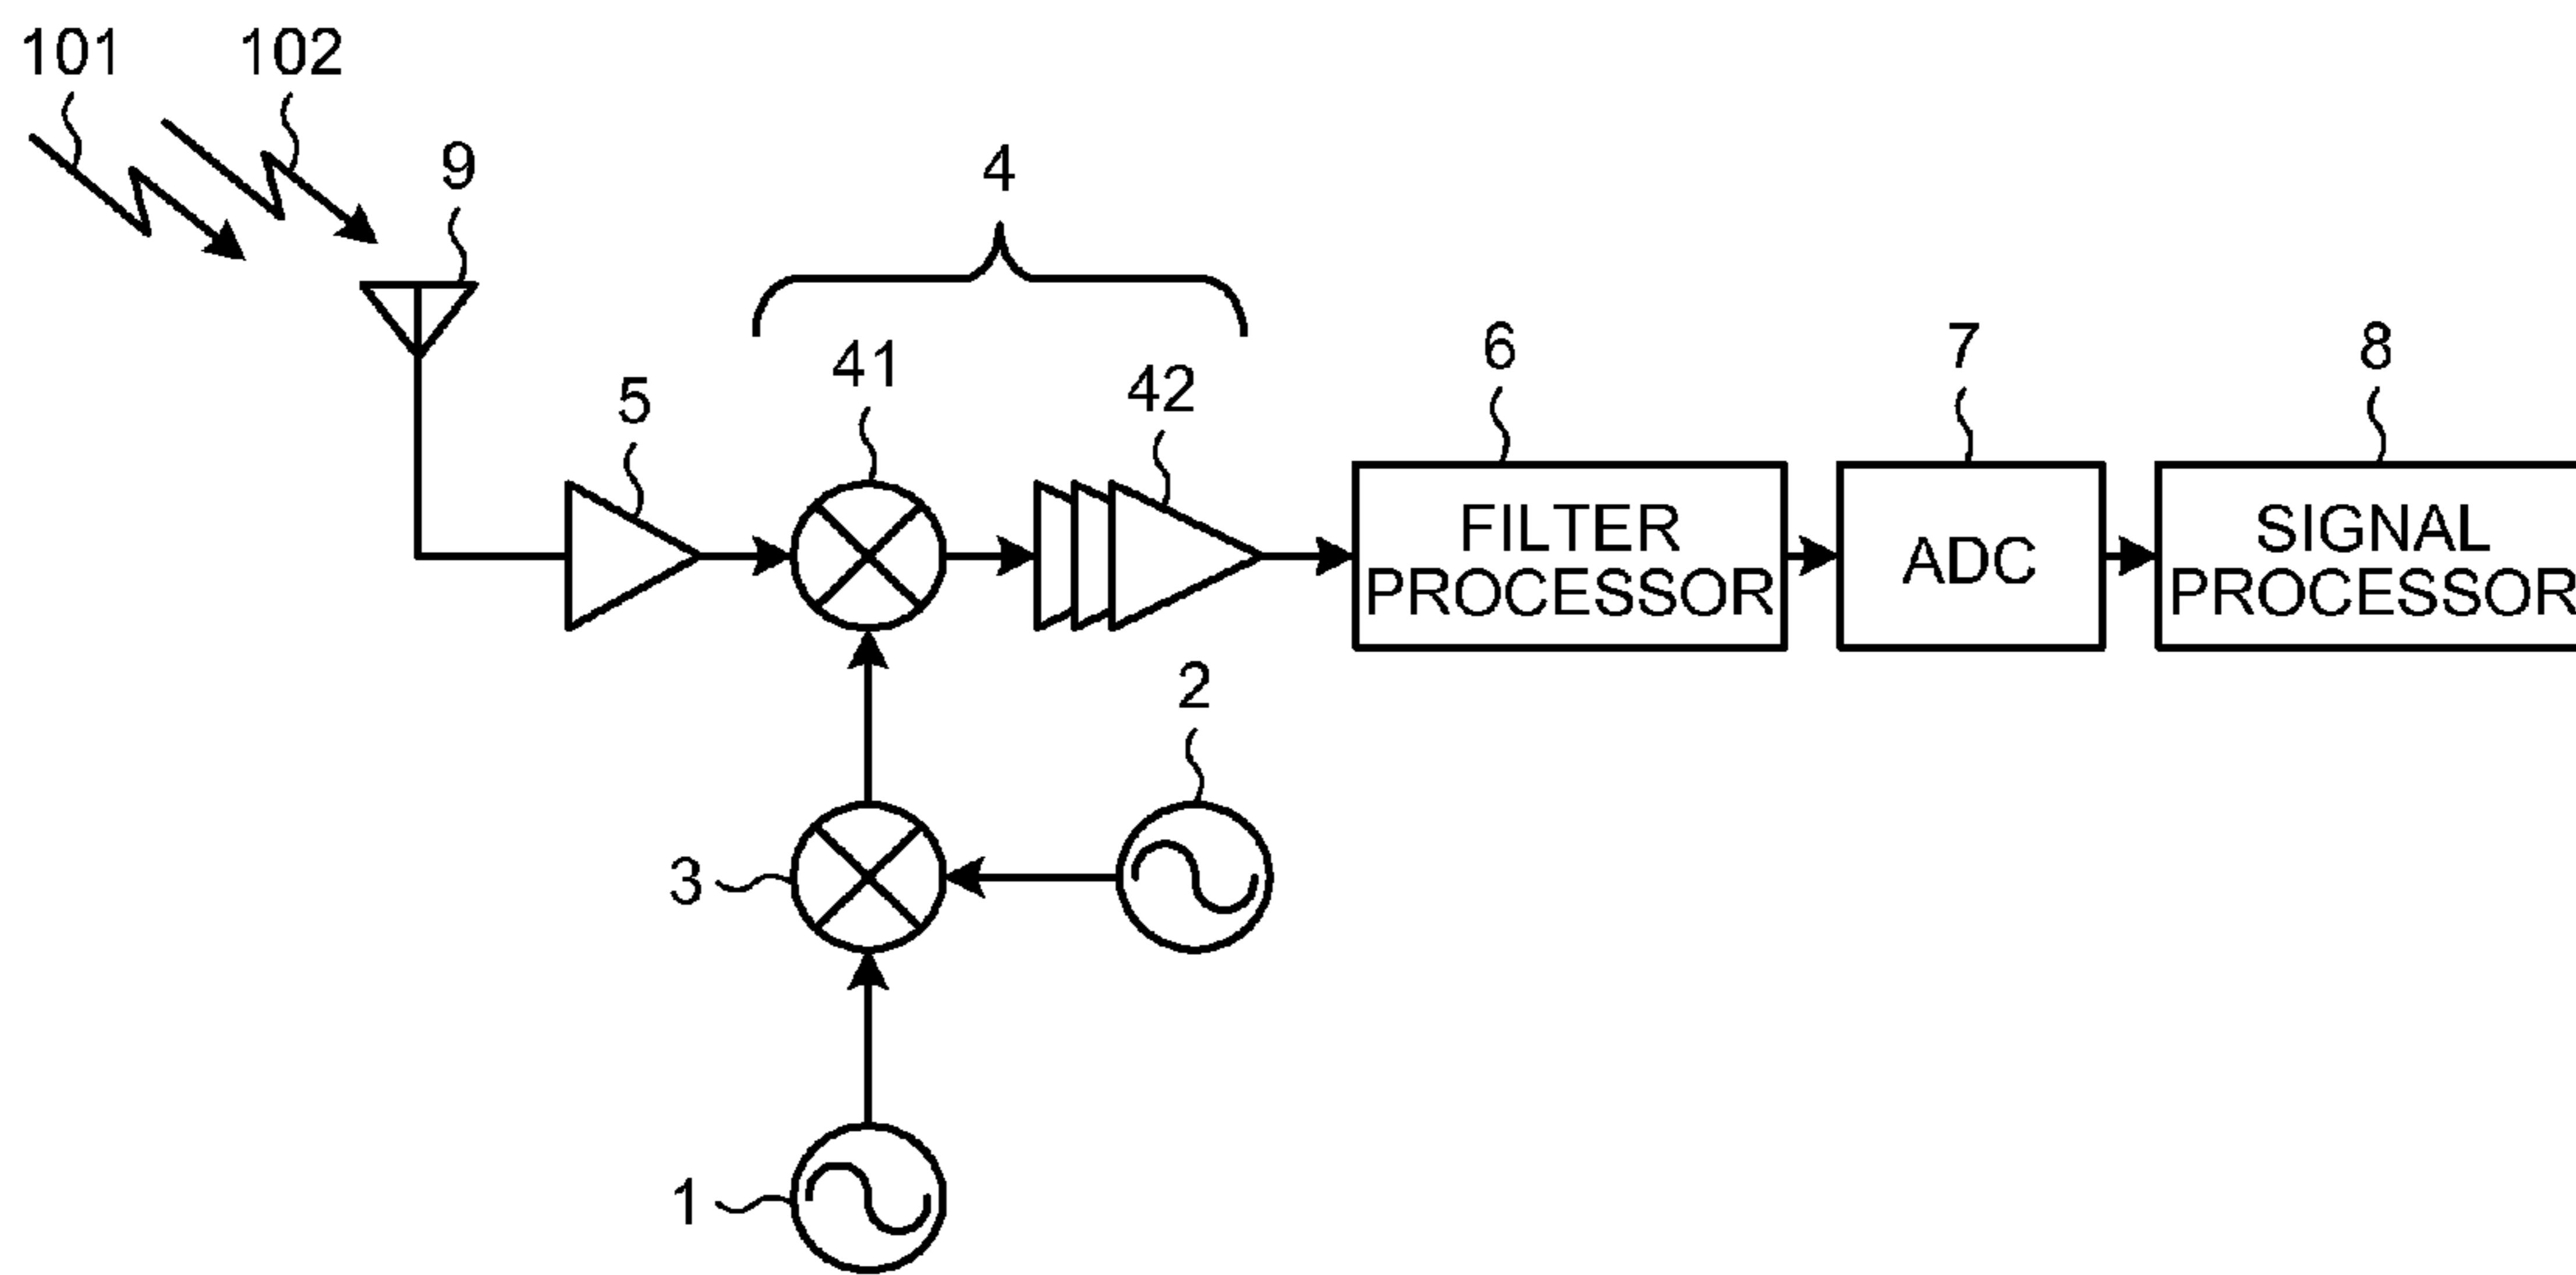 101
102
9
4
5
41
42
6
7
8
FILTER
PROCESSOR
ADC
SIGNAL
PROCESSOR
2
3
1